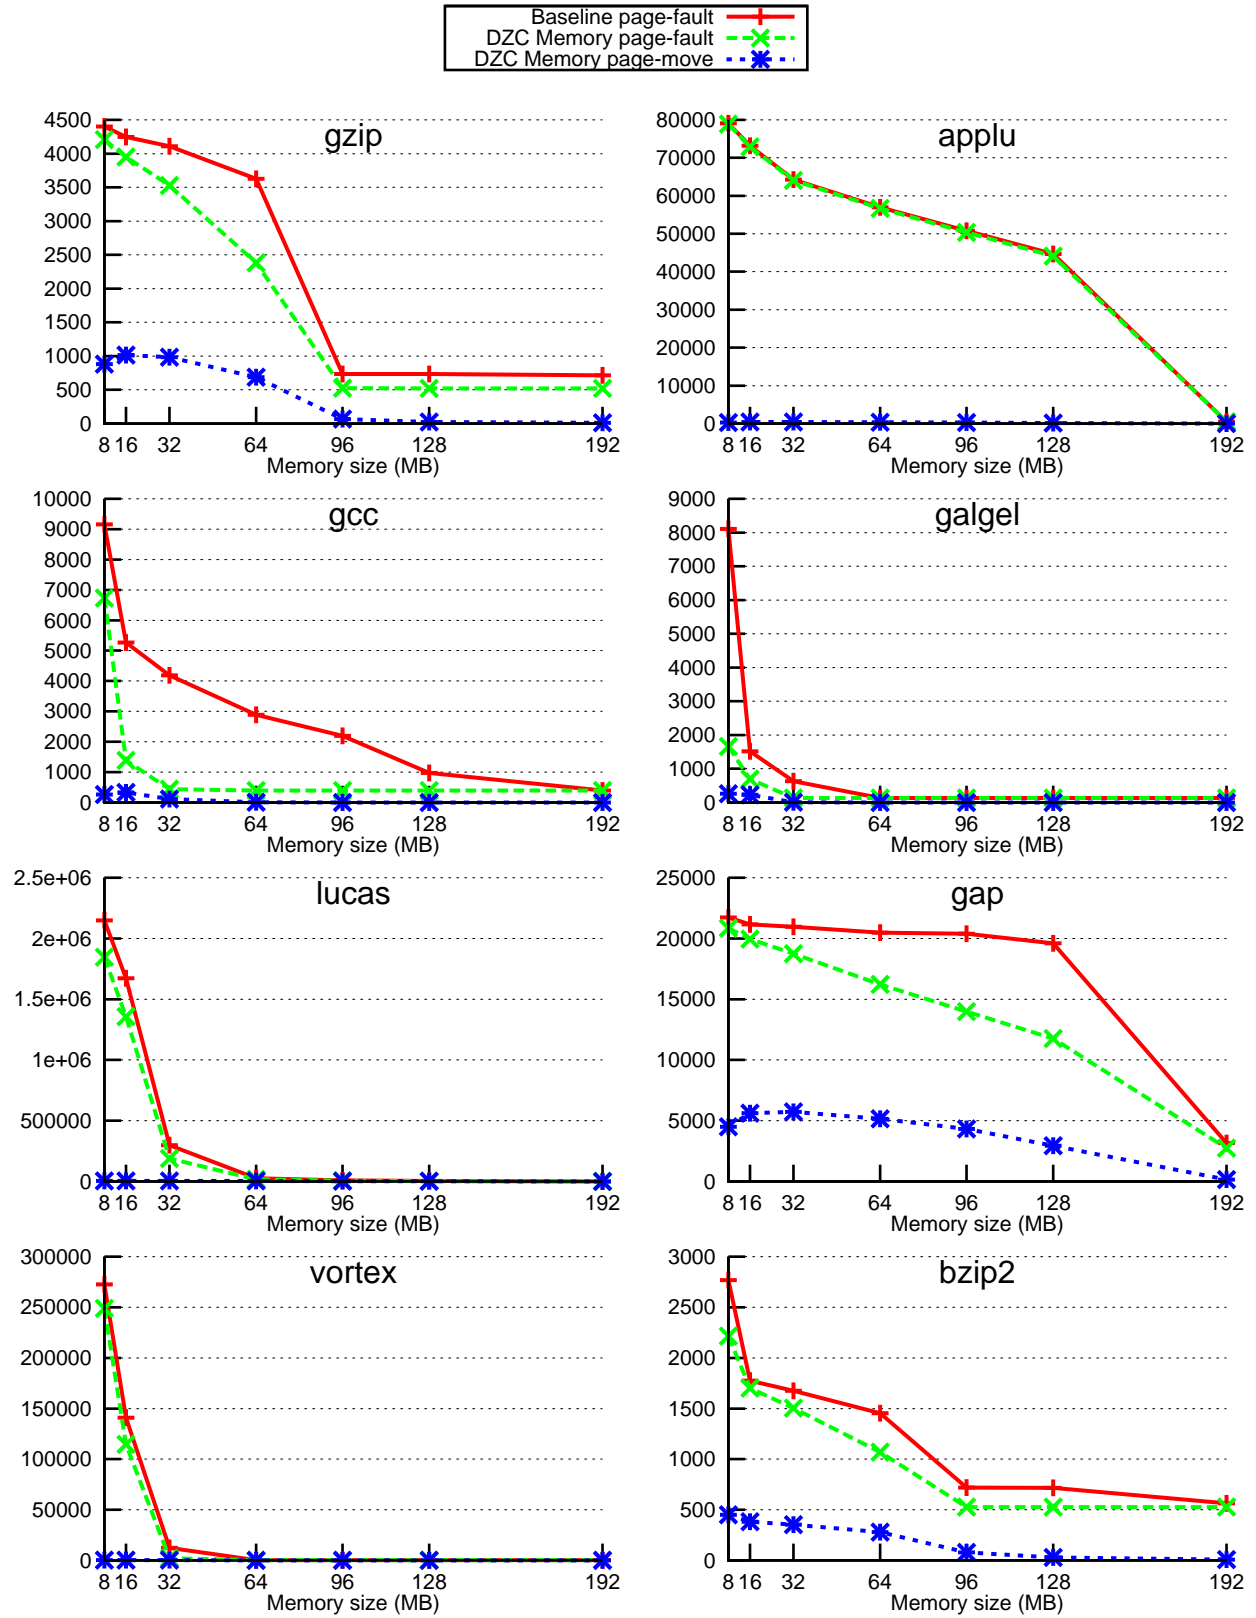 Baseline page-fault
DZC Memory page-fault
DZC Memory page-move
gzip
4500
4000
3500
3000
2500
2000
1500
1000
500
0
8 16 32 64 96 128 192
Memory size (MB)
applu
80000
70000
60000
50000
40000
30000
20000
10000
0
8 16 32 64 96 128 192
Memory size (MB)
gcc
10000
9000
8000
7000
6000
5000
4000
3000
2000
1000
0
8 16 32 64 96 128 192
Memory size (MB)
galgel
9000
8000
7000
6000
5000
4000
3000
2000
1000
0
8 16 32 64 96 128 192
Memory size (MB)
lucas
2.5e+06
2e+06
1.5e+06
1e+06
500000
0
8 16 32 64 96 128 192
Memory size (MB)
gap
25000
20000
15000
10000
5000
0
8 16 32 64 96 128 192
Memory size (MB)
vortex
300000
250000
200000
150000
100000
50000
0
8 16 32 64 96 128 192
Memory size (MB)
bzip2
3000
2500
2000
1500
1000
500
0
8 16 32 64 96 128 192
Memory size (MB)